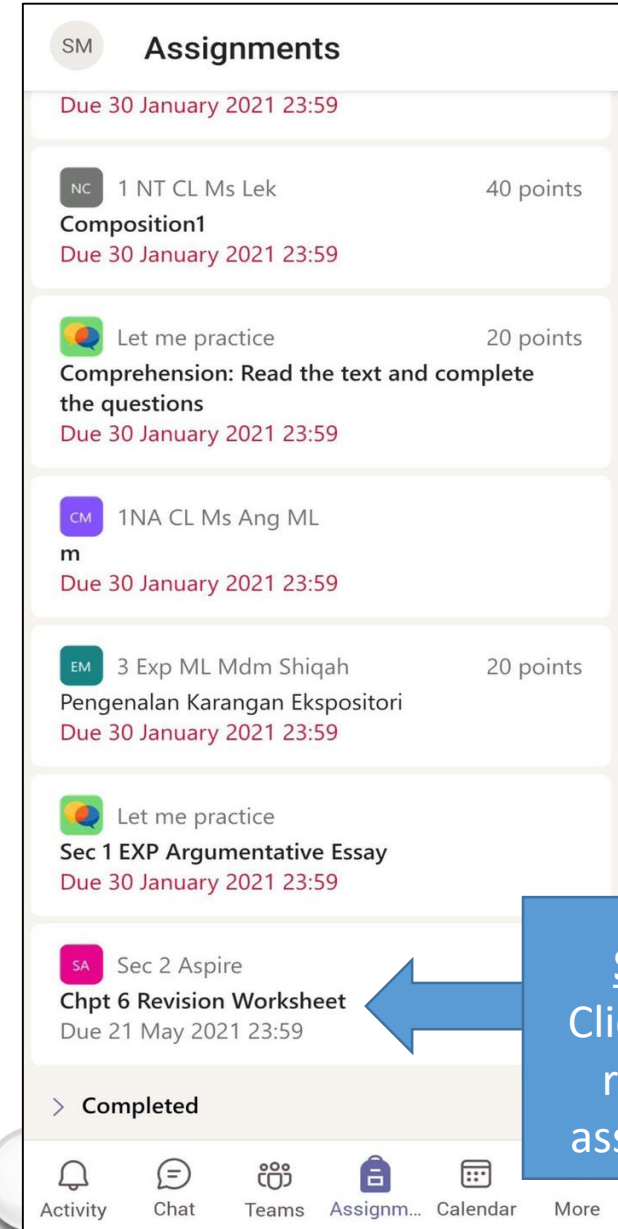 SM Assignments
Due 30 January 2021 23:59
NC 1 NT CL Ms Lek 40 points
Composition1
Due 30 January 2021 23:59
Let me practice 20 points
Comprehension: Read the text and complete
the questions
Due 30 January 2021 23:59
CM 1NA CL Ms Ang ML
m
Due 30 January 2021 23:59
EM 3 Exp ML Mdm Shiqah 20 points
Pengenalan Karangan Ekspositori
Due 30 January 2021 23:59
Let me practice
Sec 1 EXP Argumentative Essay
Due 30 January 2021 23:59
SA Sec 2 Aspire
Chpt 6 Revision Worksheet
Due 21 May 2021 23:59
> Completed
Activity Chat Teams Assignm... Calendar More